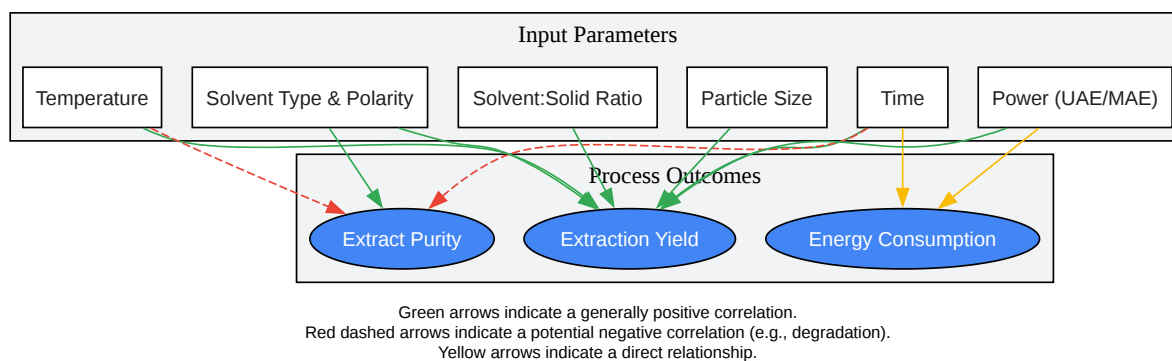 Input Parameters
Temperature
Solvent Type & Polarity
Solvent:Solid Ratio
Particle Size
Time
Power (UAE/MAE)
Process Outcomes
Extract Purity
Extraction Yield
Energy Consumption
Green arrows indicate a generally positive correlation.
Red dashed arrows indicate a potential negative correlation (e.g., degradation).
Yellow arrows indicate a direct relationship.